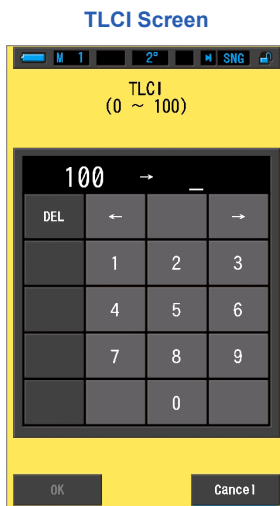 TLCI Screen
M 1 2° SNG
TLCI
(0 ~ 100)
100 → _
DEL ← →
1 2 3
4 5 6
7 8 9
0
OK Cancel